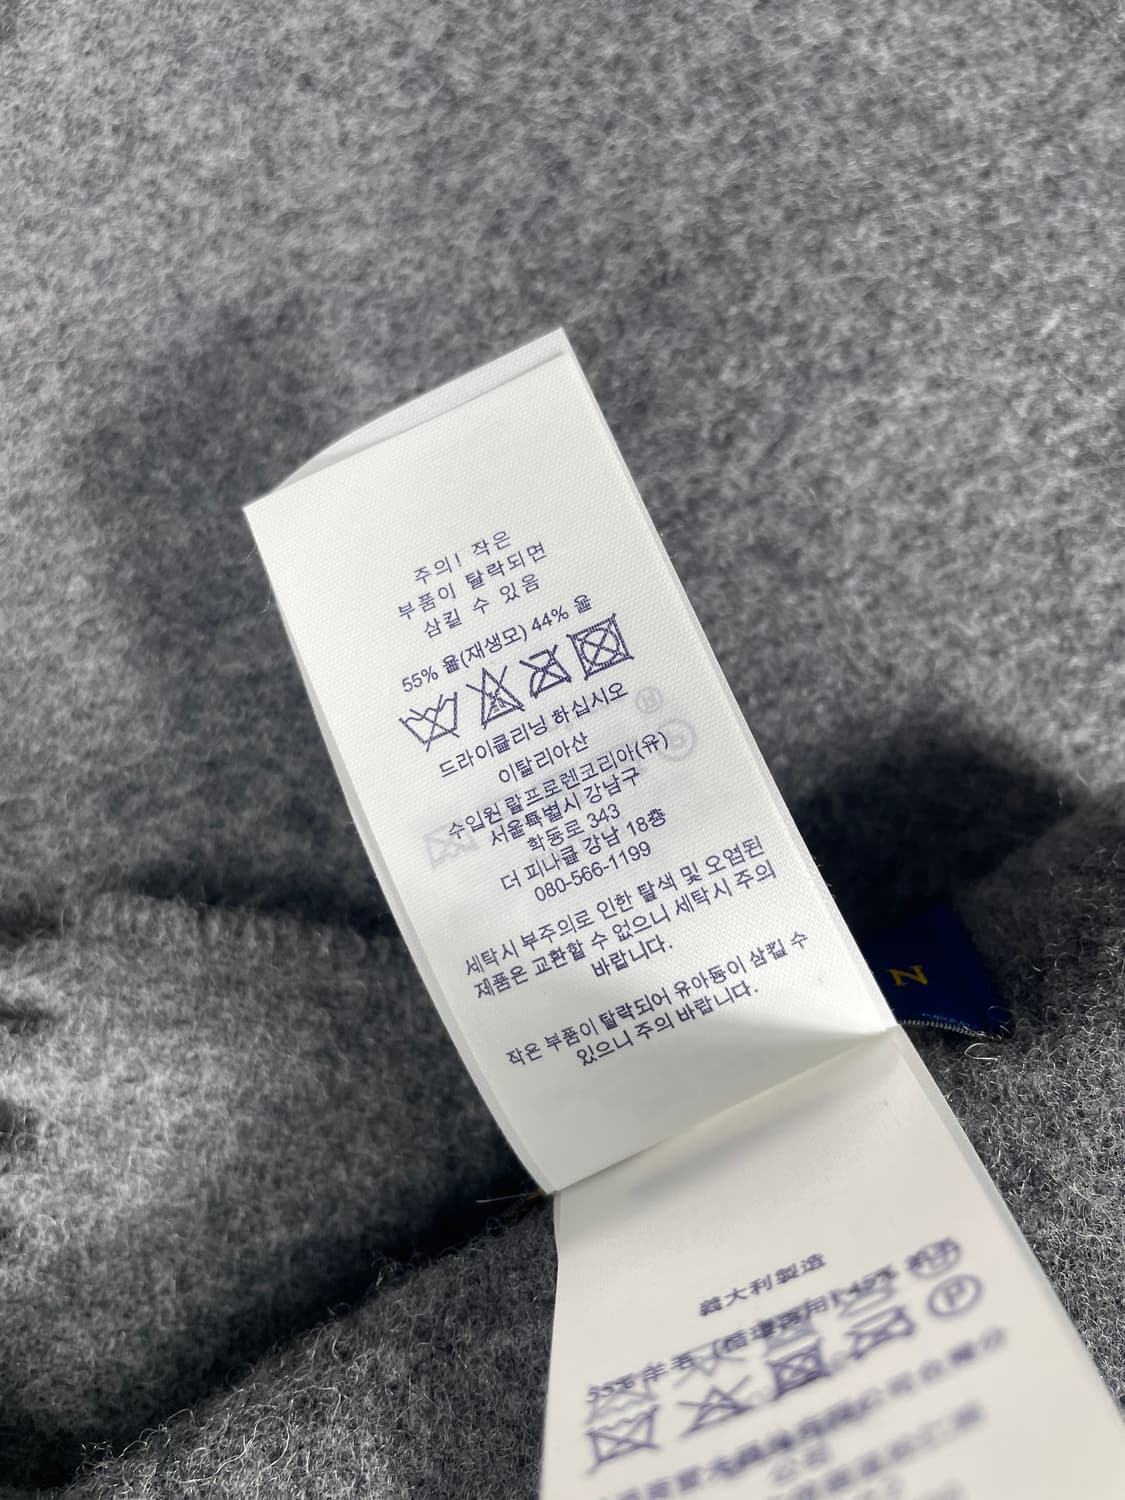 주의! 작은
부품이 탈락되면
삼킬 수 있음
55% 울(재생모) 44% 울
드라이클리닝 하십시오
이탈리아산
수입원 랄프로렌코리아(유)
서울특별시 강남구
학동로 343
더 피나클 강남 18층
080-566-1199
세탁시 부주의로 인한 탈색 및 오염된
제품은 교환할 수 없으니 세탁시 주의
바랍니다.
작은 부품이 탈락되어 유아동이 삼킬 수
있으니 주의 바랍니다.
N
義大利製造
55%羊毛
P
公司